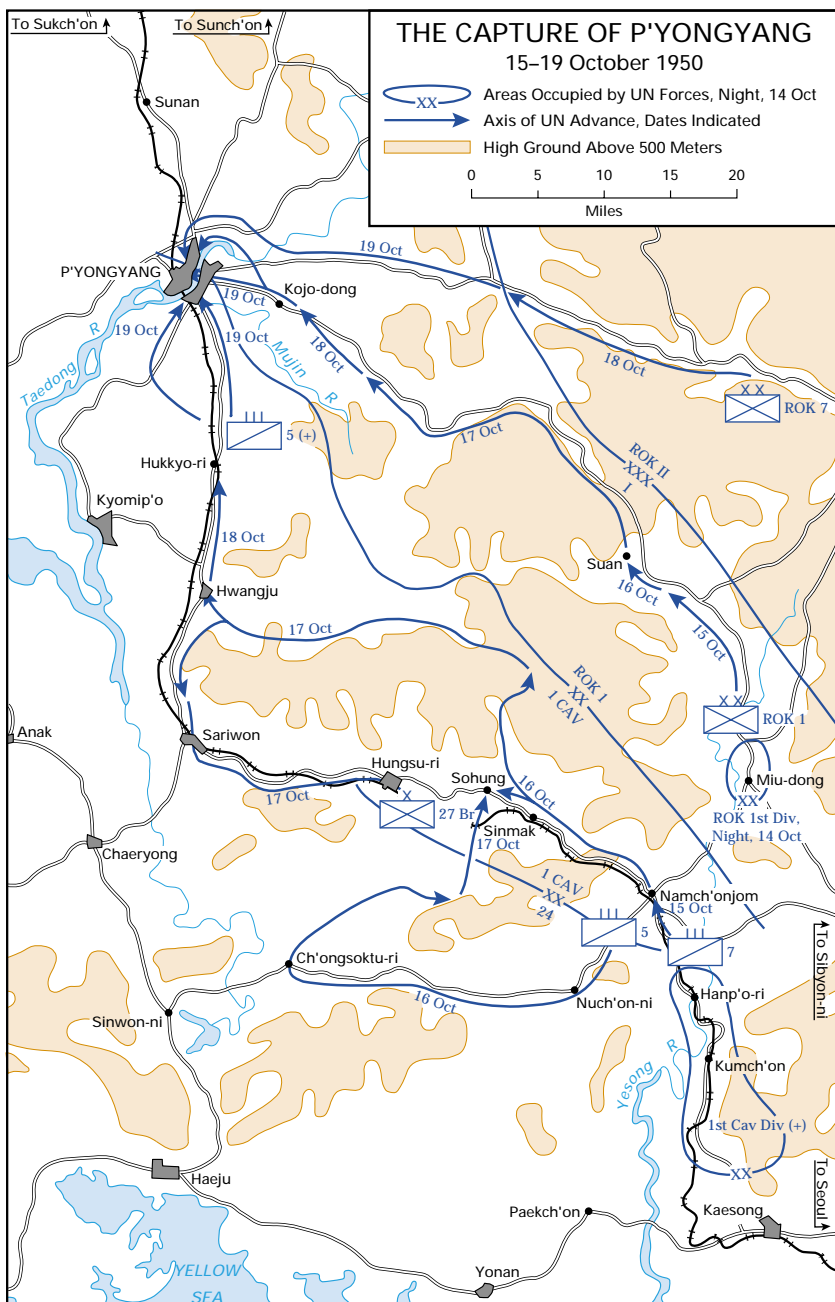 To Sukch'on
To Sunch'on
THE CAPTURE OF P'YONGYANG
15–19 October 1950
XX
Areas Occupied by UN Forces, Night, 14 Oct
Axis of UN Advance, Dates Indicated
High Ground Above 500 Meters
0 5 10 15 20
Miles
Sunan
P'YONGYANG
19 Oct
19 Oct
Kojo-dong
19 Oct
Taedong R
Mujin R
18 Oct
18 Oct
XX
ROK 7
17 Oct
III
5 (+)
Hukkyo-ri
ROK II
XXX
I
Kyomip'o
18 Oct
Suan
16 Oct
Hwangju
15 Oct
17 Oct
ROK 1
XX
1 CAV
XX
ROK 1
Anak
Sariwon
Hungsu-ri
Sohung
Miu-dong
XX
ROK 1st Div,
Night, 14 Oct
17 Oct
16 Oct
X
27 Br
Sinmak
17 Oct
Chaeryong
1 CAV
XX
24
Namch'onjom
15 Oct
III
5
III
7
To Sibyon-ni
Ch'ongsoktu-ri
16 Oct
Nuch'on-ni
Hanp'o-ri
Sinwon-ni
Yesong R
Kumch'on
1st Cav Div (+)
XX
To Seoul
Haeju
Paekch'on
Kaesong
YELLOW
SEA
Yonan